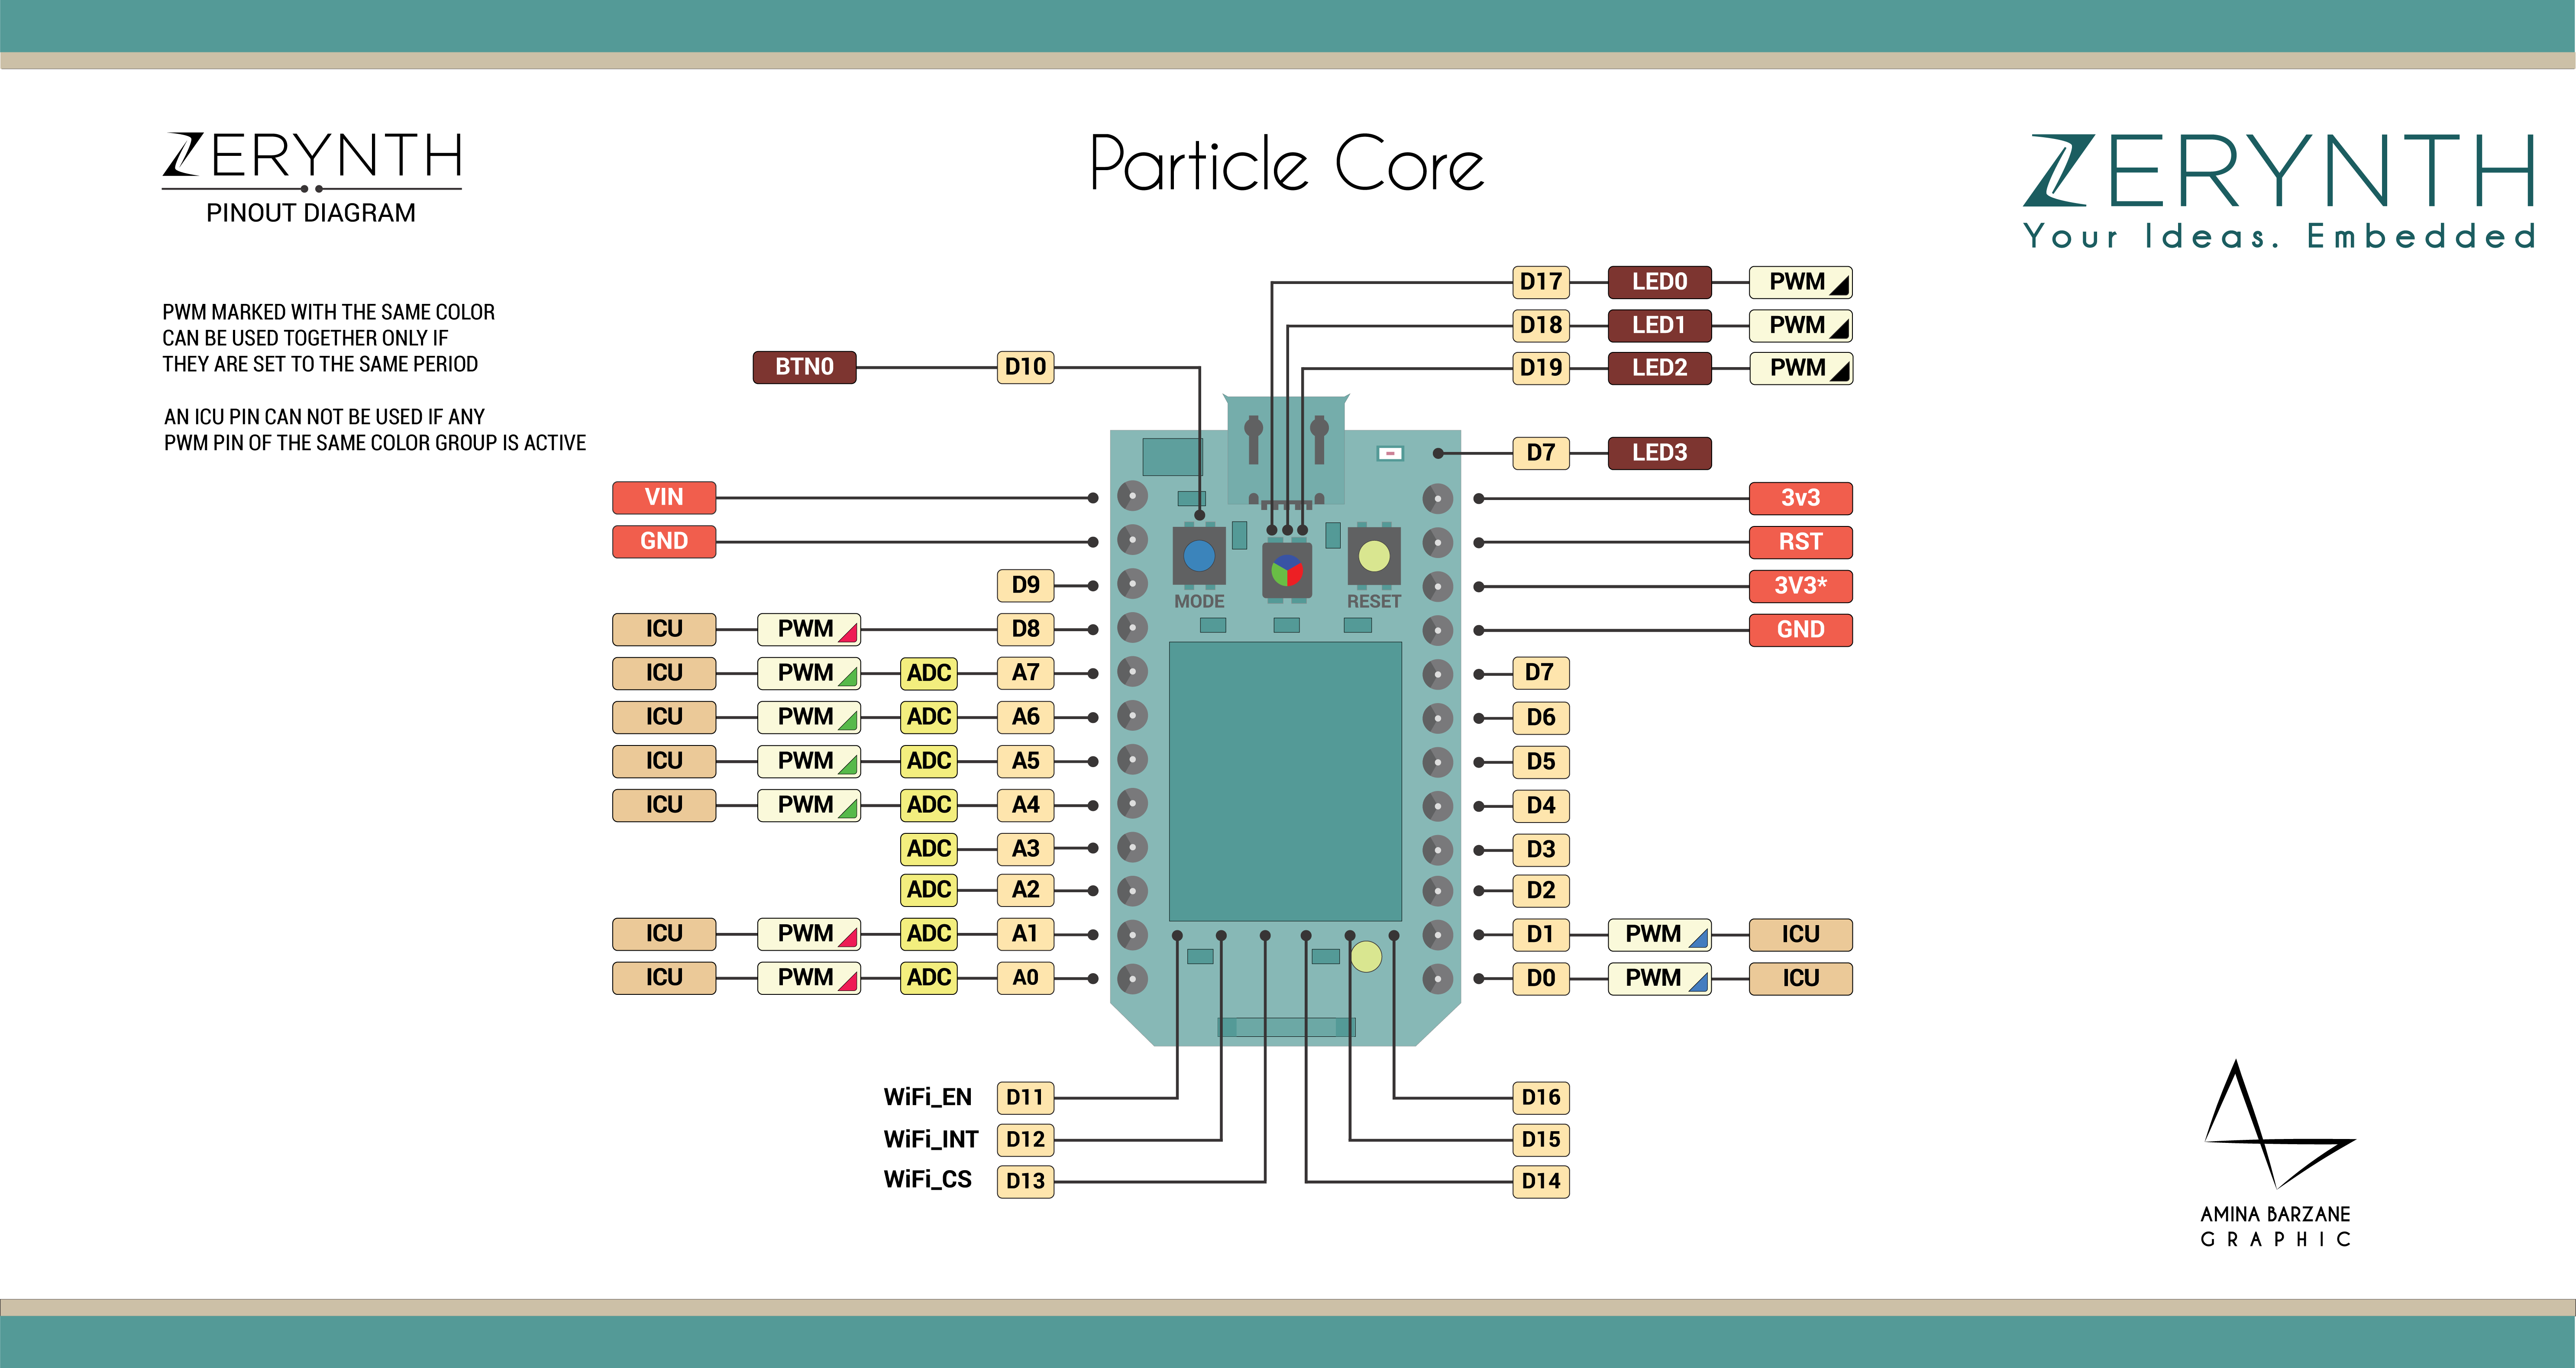 ZERYNTH
PINOUT DIAGRAM
Particle Core
ZERYNTH
Your Ideas. Embedded
PWM MARKED WITH THE SAME COLOR
CAN BE USED TOGETHER ONLY IF
THEY ARE SET TO THE SAME PERIOD
AN ICU PIN CAN NOT BE USED IF ANY
PWM PIN OF THE SAME COLOR GROUP IS ACTIVE
D17 LED0 PWM
D18 LED1 PWM
BTN0 D10 D19 LED2 PWM
D7 LED3
VIN 3v3
GND RST
D9 3V3*
MODE RESET
ICU PWM D8 GND
ICU PWM ADC A7 D7
ICU PWM ADC A6 D6
ICU PWM ADC A5 D5
ICU PWM ADC A4 D4
ADC A3 D3
ADC A2 D2
ICU PWM ADC A1 D1 PWM ICU
ICU PWM ADC A0 D0 PWM ICU
WiFi_EN D11 D16
WiFi_INT D12 D15
WiFi_CS D13 D14
AMINA BARZANE
GRAPHIC